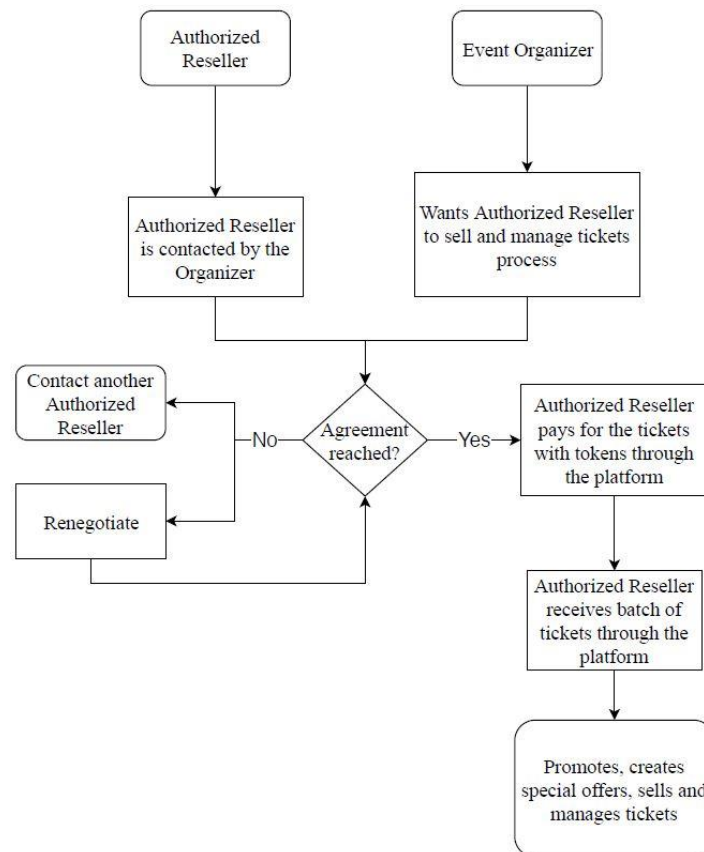 Authorized
Reseller
Event Organizer
Authorized Reseller
is contacted by the
Organizer
Wants Authorized Reseller
to sell and manage tickets
process
Contact another
Authorized
Reseller
No
Agreement
reached?
Yes
Authorized Reseller
pays for the tickets
with tokens through
the platform
Renegotiate
Authorized Reseller
receives batch of
tickets through the
platform
Promotes, creates
special offers, sells and
manages tickets